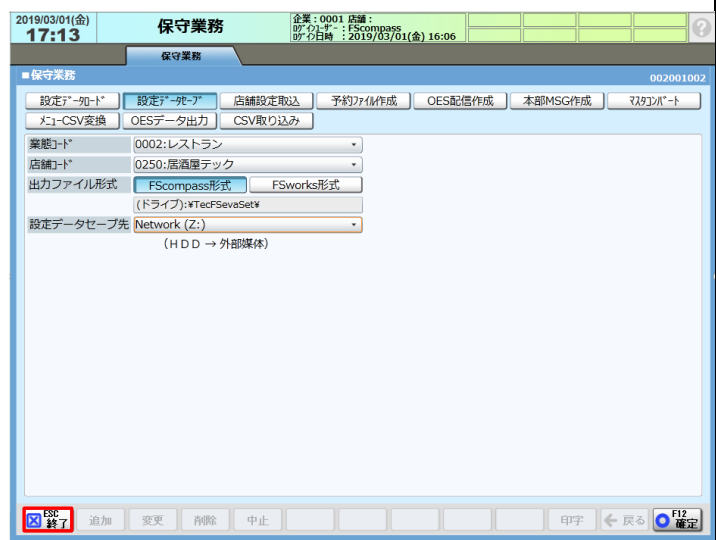 2019/03/01(金)
17:13
保守業務
企業:0001 店舗:
ﾛｸﾞｲﾝﾕｰｻﾞｰ:FScompass
ﾛｸﾞｲﾝ日時 :2019/03/01(金) 16:06
?
保守業務
■保守業務
002001002
設定ﾃﾞｰﾀﾛｰﾄﾞ 設定ﾃﾞｰﾀｾｰﾌﾞ 店舗設定取込 予約ﾌｧｲﾙ作成 OES配信作成 本部MSG作成 ﾏｽﾀｺﾝﾊﾞｰﾄ
ﾒﾆｭｰCSV変換 OESデータ出力 CSV取り込み
業態ｺｰﾄﾞ 0002:レストラン
店舗ｺｰﾄﾞ 0250:居酒屋テック
出力ファイル形式 FScompass形式 FSworks形式
(ドライブ):¥TecFSevaSet¥
設定データセーブ先 Network (Z:)
(ＨＤＤ → 外部媒体)
ESC 終了 追加 変更 削除 中止 印字 戻る F12 確定